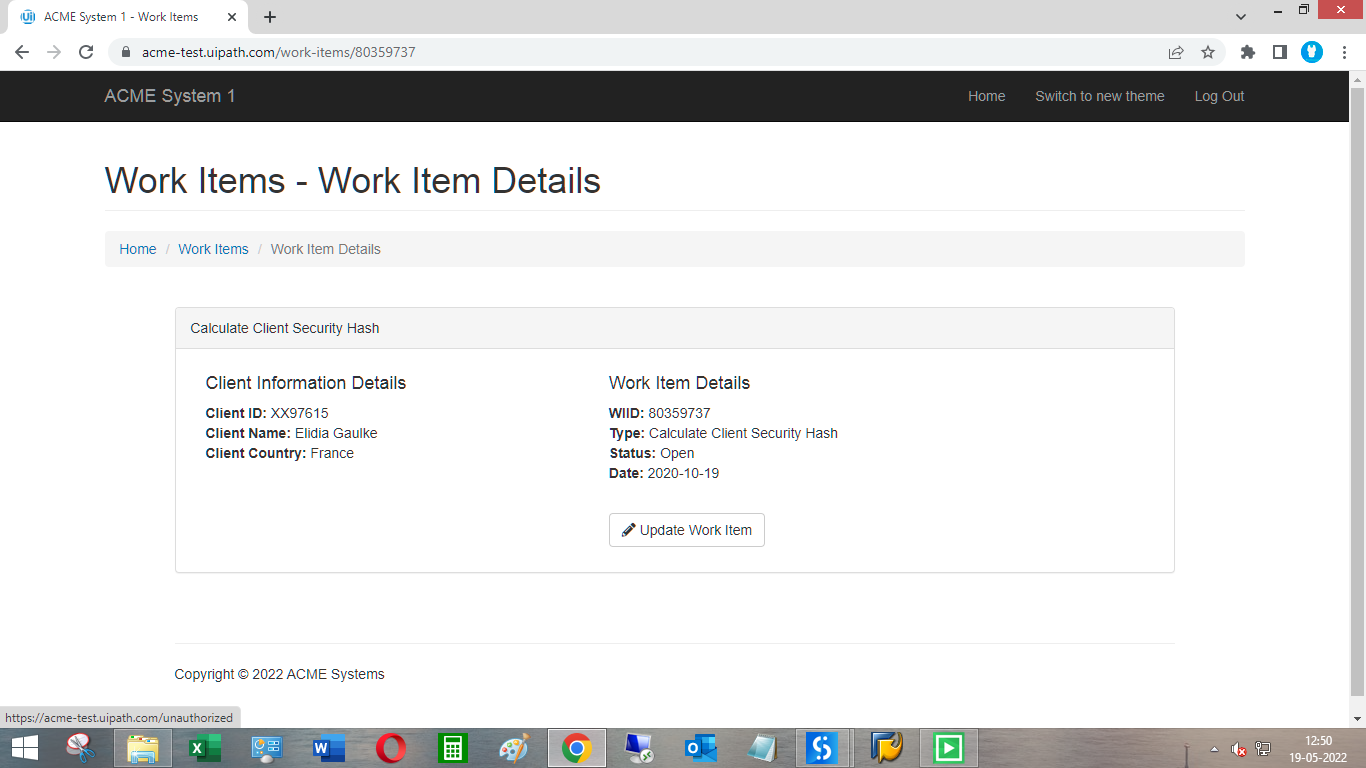 ACME System 1 - Work Items
acme-test.uipath.com/work-items/80359737
ACME System 1 Home Switch to new theme Log Out
Work Items - Work Item Details
Home / Work Items / Work Item Details
Calculate Client Security Hash
Client Information Details
Client ID: XX97615
Client Name: Elidia Gaulke
Client Country: France
Work Item Details
WIID: 80359737
Type: Calculate Client Security Hash
Status: Open
Date: 2020-10-19
Update Work Item
Copyright © 2022 ACME Systems
https://acme-test.uipath.com/unauthorized
12:50
19-05-2022